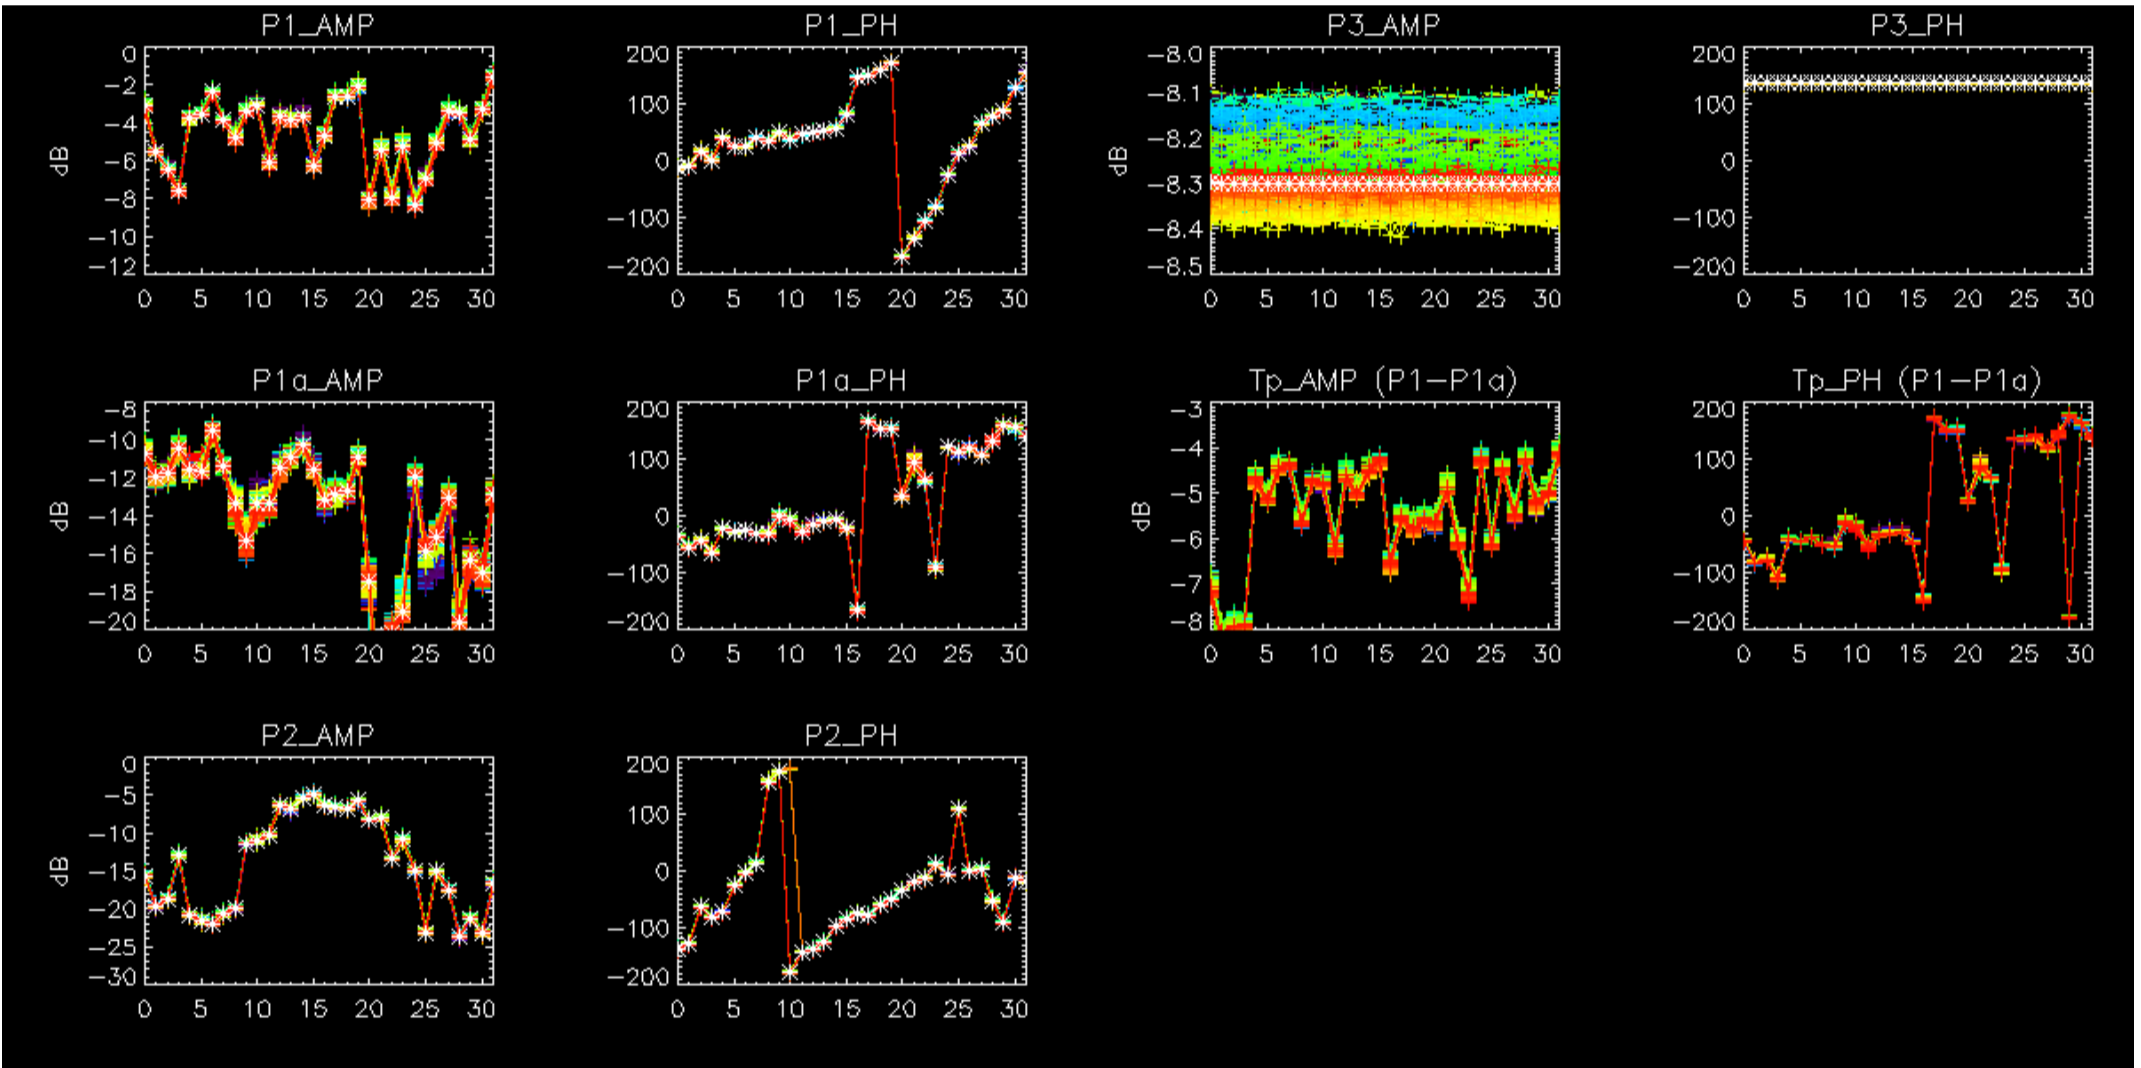 P1_AMP
dB
0
−2
−4
−6
−8
−10
−12
0 5 10 15 20 25 30
P1_PH
200
100
0
−100
−200
0 5 10 15 20 25 30
P3_AMP
dB
−8.0
−8.1
−8.2
−8.3
−8.4
−8.5
0 5 10 15 20 25 30
P3_PH
200
100
0
−100
−200
0 5 10 15 20 25 30
P1a_AMP
dB
−8
−10
−12
−14
−16
−18
−20
0 5 10 15 20 25 30
P1a_PH
200
100
0
−100
−200
0 5 10 15 20 25 30
Tp_AMP (P1−P1a)
dB
−3
−4
−5
−6
−7
−8
0 5 10 15 20 25 30
Tp_PH (P1−P1a)
200
100
0
−100
−200
0 5 10 15 20 25 30
P2_AMP
dB
0
−5
−10
−15
−20
−25
−30
0 5 10 15 20 25 30
P2_PH
200
100
0
−100
−200
0 5 10 15 20 25 30